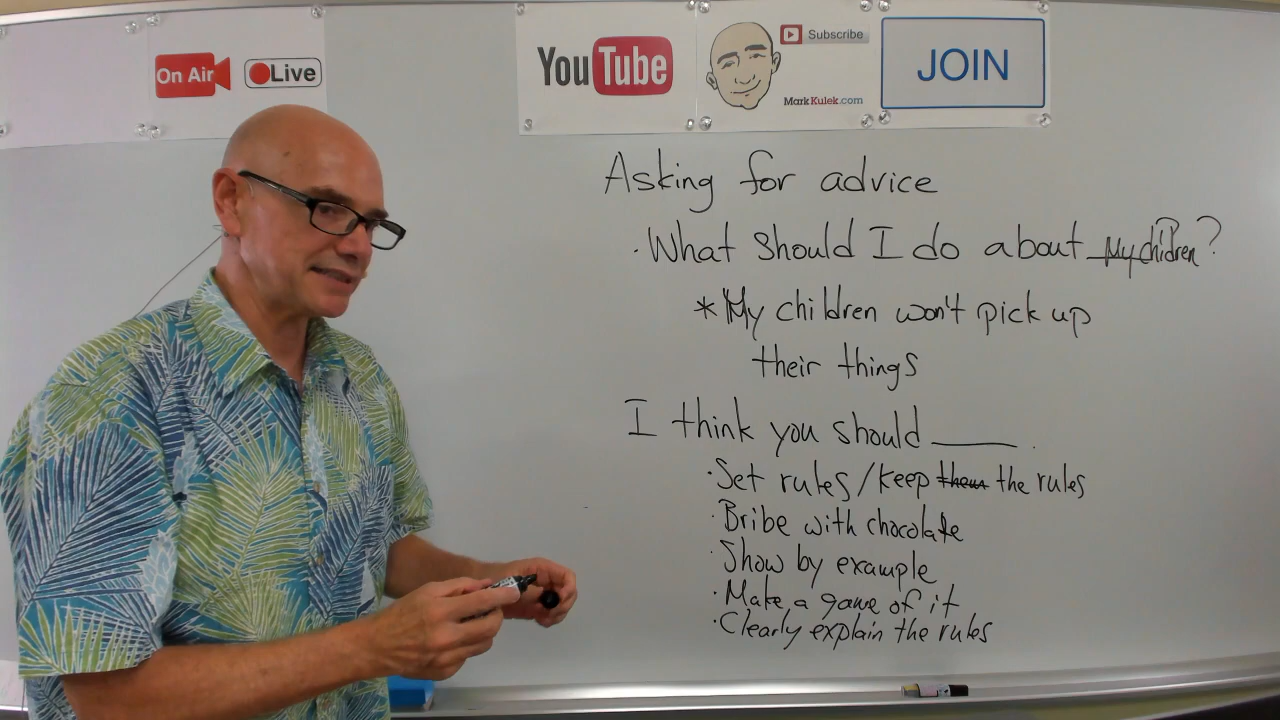 On Air
Live
YouTube
Subscribe
MarkKulek.com
JOIN
Asking for advice
· What should I do about My children?
* My children won't pick up
their things
I think you should ______.
· Set rules / keep them the rules
· Bribe with chocolate
· Show by example
· Make a game of it
· Clearly explain the rules